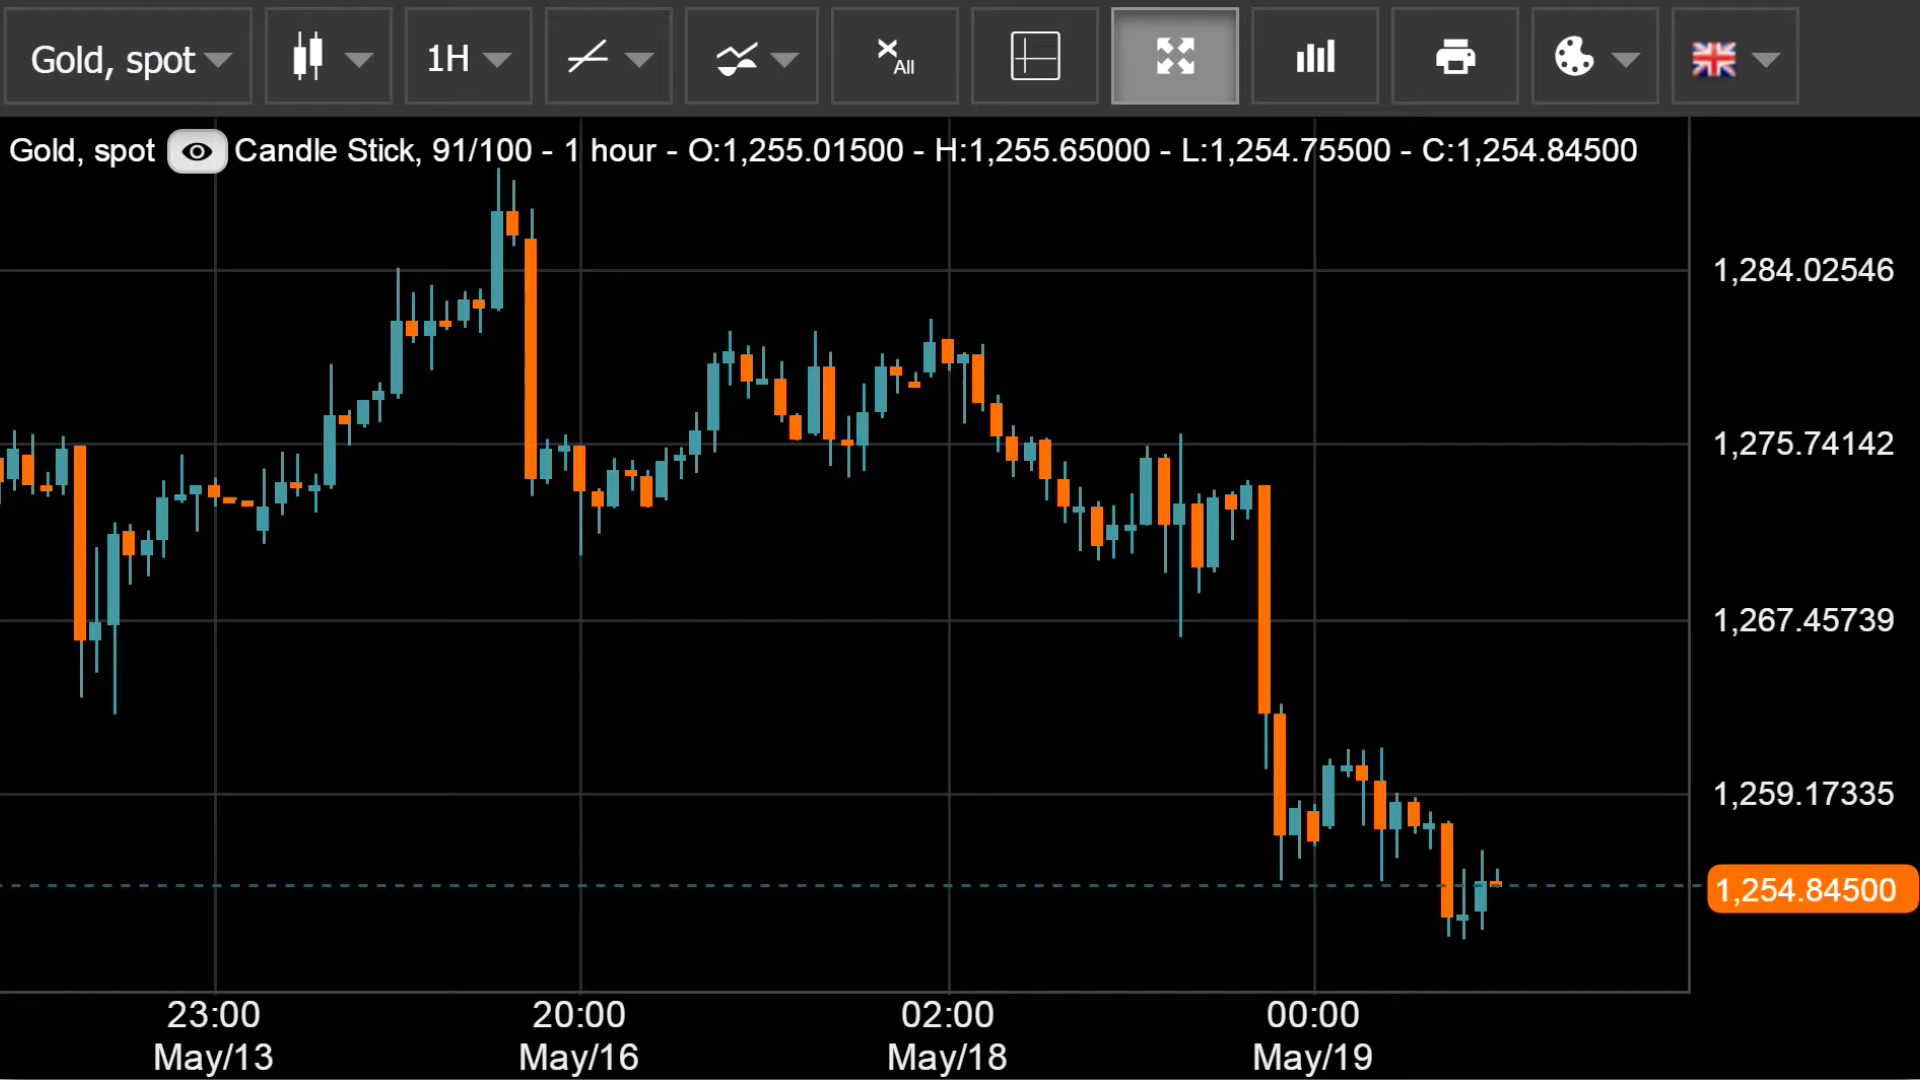 Gold, spot 1H All
Gold, spot Candle Stick, 91/100 - 1 hour - O:1,255.01500 - H:1,255.65000 - L:1,254.75500 - C:1,254.84500
1,284.02546
1,275.74142
1,267.45739
1,259.17335
1,254.84500
23:00 20:00 02:00 00:00
May/13 May/16 May/18 May/19